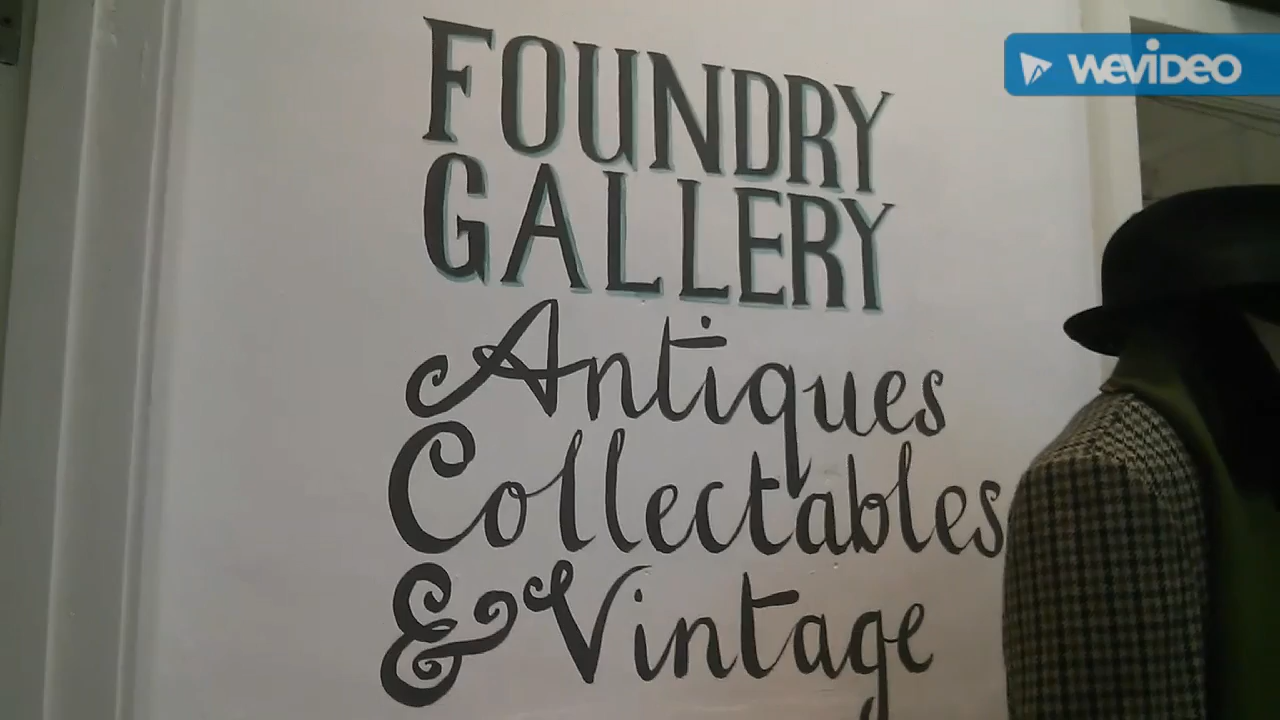 WEVIDEO
FOUNDRY
GALLERY
Antiques
Collectables
& Vintage